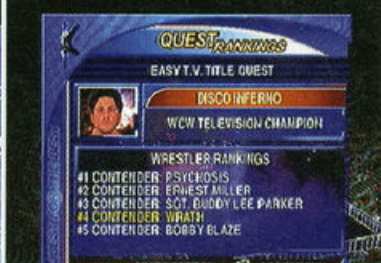 QUEST RANKINGS
EASY T.V. TITLE QUEST
DISCO INFERNO
WCW TELEVISION CHAMPION
WRESTLER RANKINGS
#1 CONTENDER: PSYCHOSIS
#2 CONTENDER: ERNEST MILLER
#3 CONTENDER: SGT. BUDDY LEE PARKER
#4 CONTENDER: WRATH
#5 CONTENDER: BOBBY BLAZE